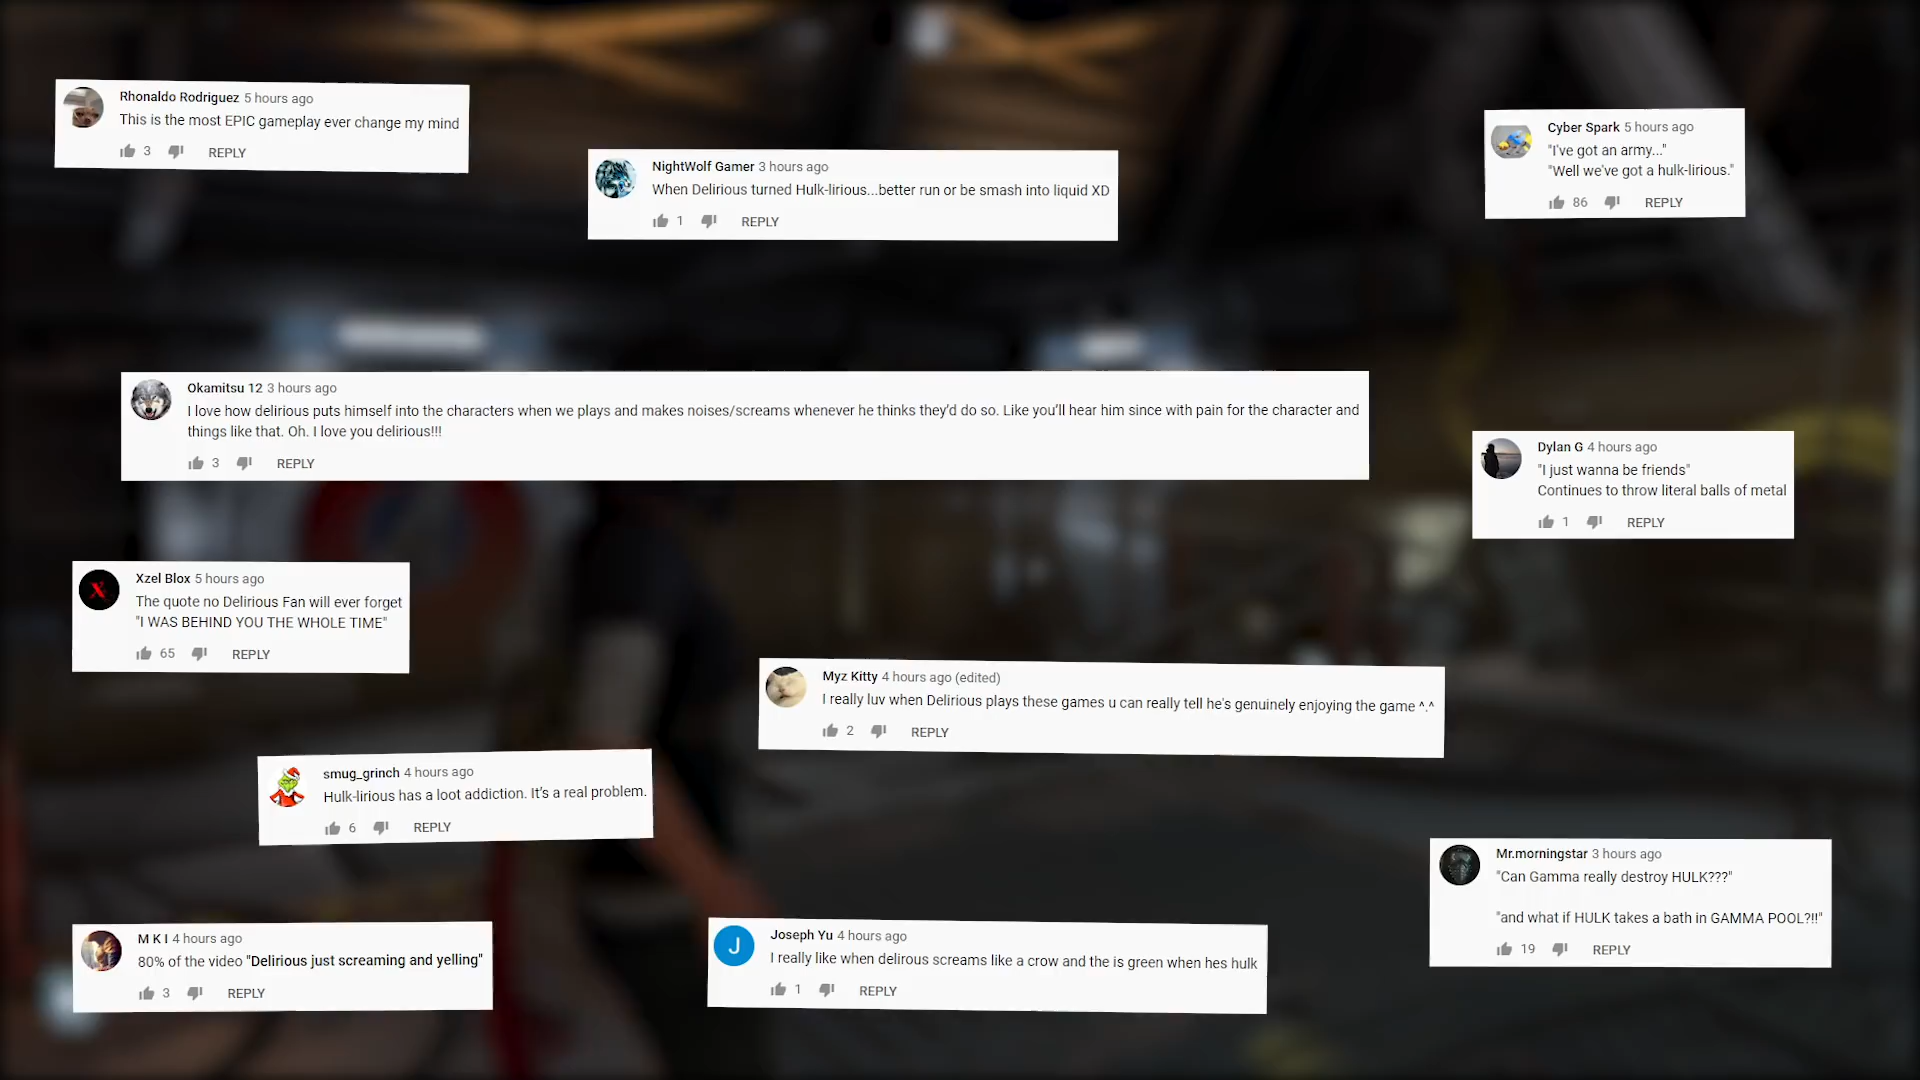 Rhonaldo Rodriguez 5 hours ago
This is the most EPIC gameplay ever change my mind
3 REPLY
NightWolf Gamer 3 hours ago
When Delirious turned Hulk-lirious...better run or be smash into liquid XD
1 REPLY
Cyber Spark 5 hours ago
"I've got an army..."
"Well we've got a hulk-lirious."
86 REPLY
Okamitsu 12 3 hours ago
I love how delirious puts himself into the characters when we plays and makes noises/screams whenever he thinks they'd do so. Like you'll hear him since with pain for the character and
things like that. Oh. I love you delirious!!!
3 REPLY
Dylan G 4 hours ago
"I just wanna be friends"
Continues to throw literal balls of metal
1 REPLY
Xzel Blox 5 hours ago
The quote no Delirious Fan will ever forget
"I WAS BEHIND YOU THE WHOLE TIME"
65 REPLY
Myz Kitty 4 hours ago (edited)
I really luv when Delirious plays these games u can really tell he's genuinely enjoying the game ^.^
2 REPLY
smug_grinch 4 hours ago
Hulk-lirious has a loot addiction. It's a real problem.
6 REPLY
Mr.morningstar 3 hours ago
"Can Gamma really destroy HULK???"
"and what if HULK takes a bath in GAMMA POOL?!!"
19 REPLY
M K I 4 hours ago
80% of the video "Delirious just screaming and yelling"
3 REPLY
J
Joseph Yu 4 hours ago
I really like when delirous screams like a crow and the is green when hes hulk
1 REPLY